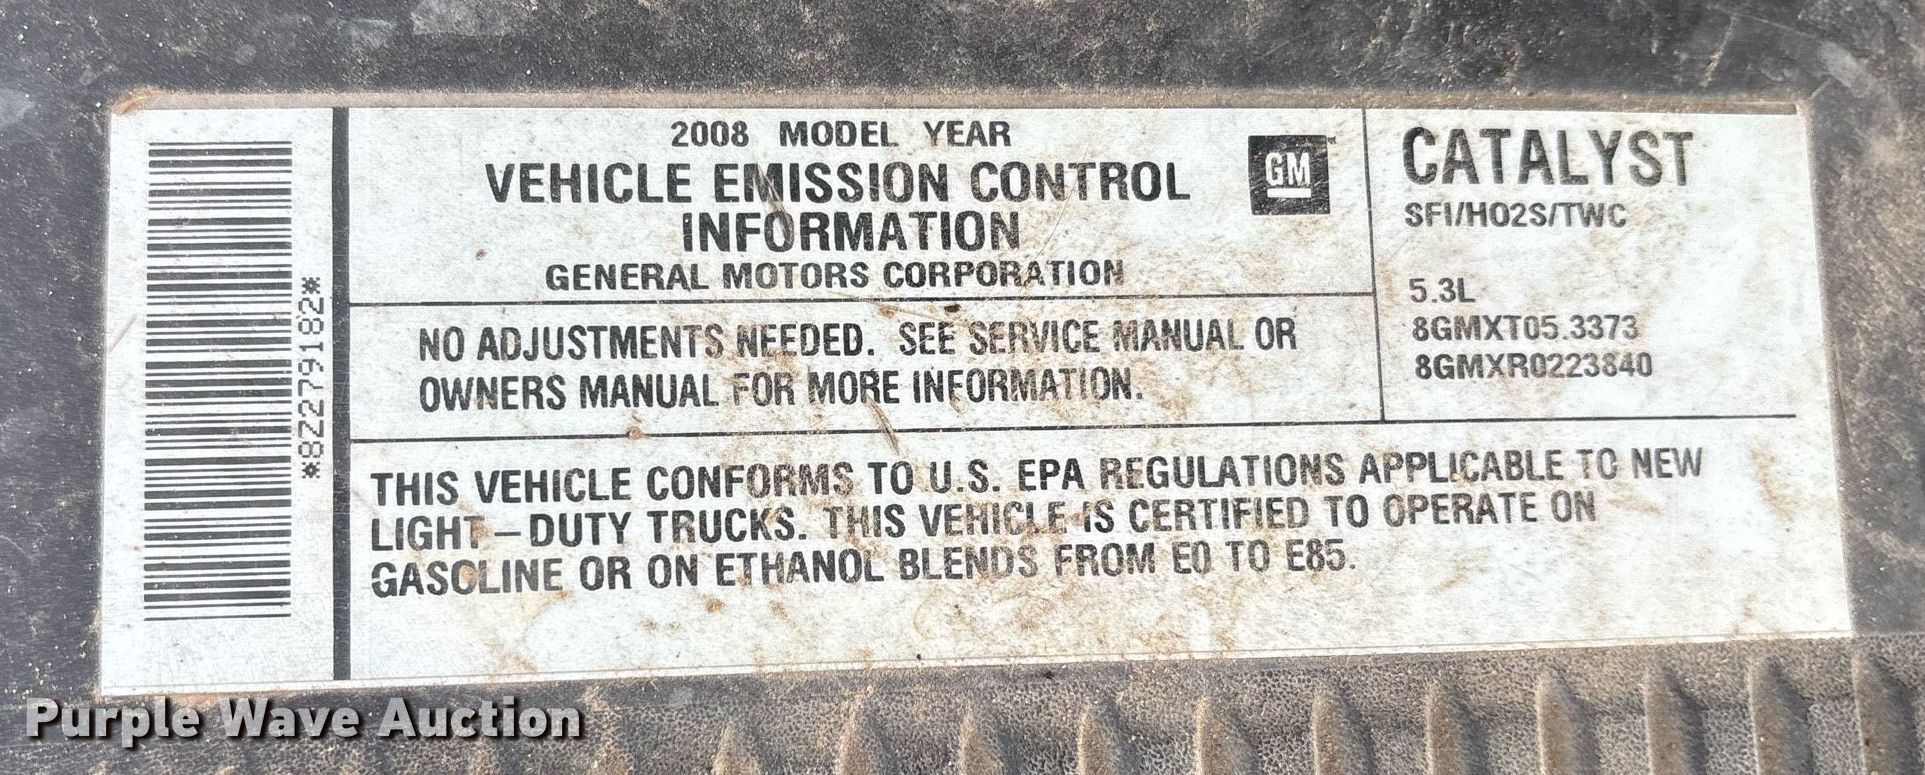 2008 MODEL YEAR
VEHICLE EMISSION CONTROL
INFORMATION
GENERAL MOTORS CORPORATION
GM
CATALYST
SFI/HO2S/TWC
5.3L
8GMXT05.3373
8GMXR0223840
NO ADJUSTMENTS NEEDED. SEE SERVICE MANUAL OR
OWNERS MANUAL FOR MORE INFORMATION.
THIS VEHICLE CONFORMS TO U.S. EPA REGULATIONS APPLICABLE TO NEW
LIGHT-DUTY TRUCKS. THIS VEHICLE IS CERTIFIED TO OPERATE ON
GASOLINE OR ON ETHANOL BLENDS FROM E0 TO E85.
*82279182*
Purple Wave Auction